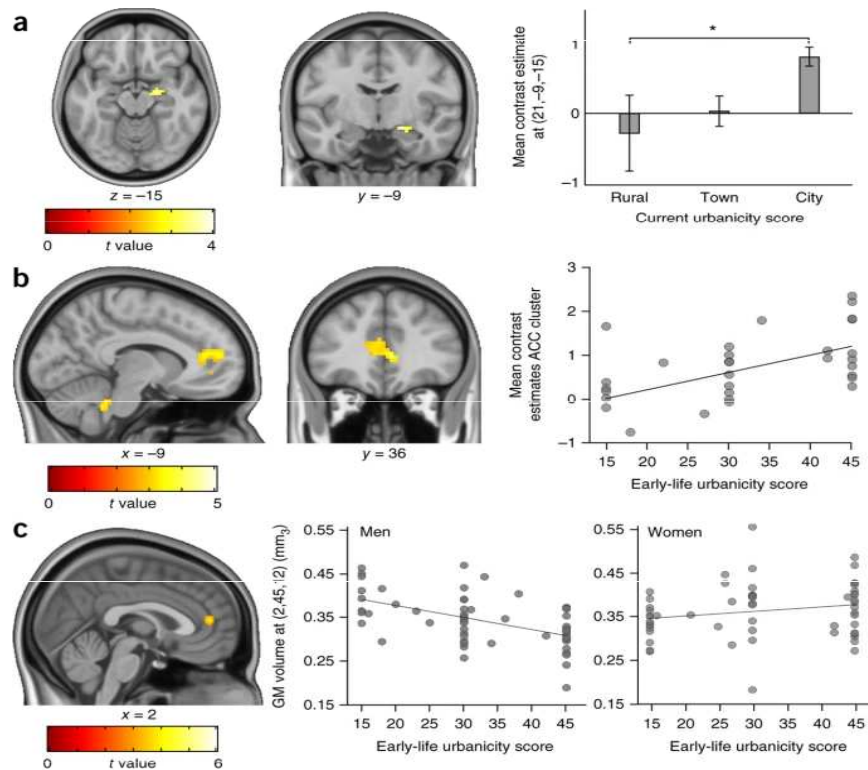 a
z = –15
0
4
t value
y = –9
Mean contrast estimate
at (21,–9,–15)
1
0
–1
*
Rural
Town
City
Current urbanicity score
b
x = –9
0
5
t value
y = 36
Mean contrast
estimates ACC cluster
3
2
1
0
–1
15
20
25
30
35
40
45
Early-life urbanicity score
c
x = 2
0
6
t value
GM volume at (2,45, 12) (mm3)
Men
0.55
0.45
0.35
0.25
0.15
15
20
25
30
35
40
45
Early-life urbanicity score
Women
0.55
0.45
0.35
0.25
0.15
15
20
25
30
35
40
45
Early-life urbanicity score